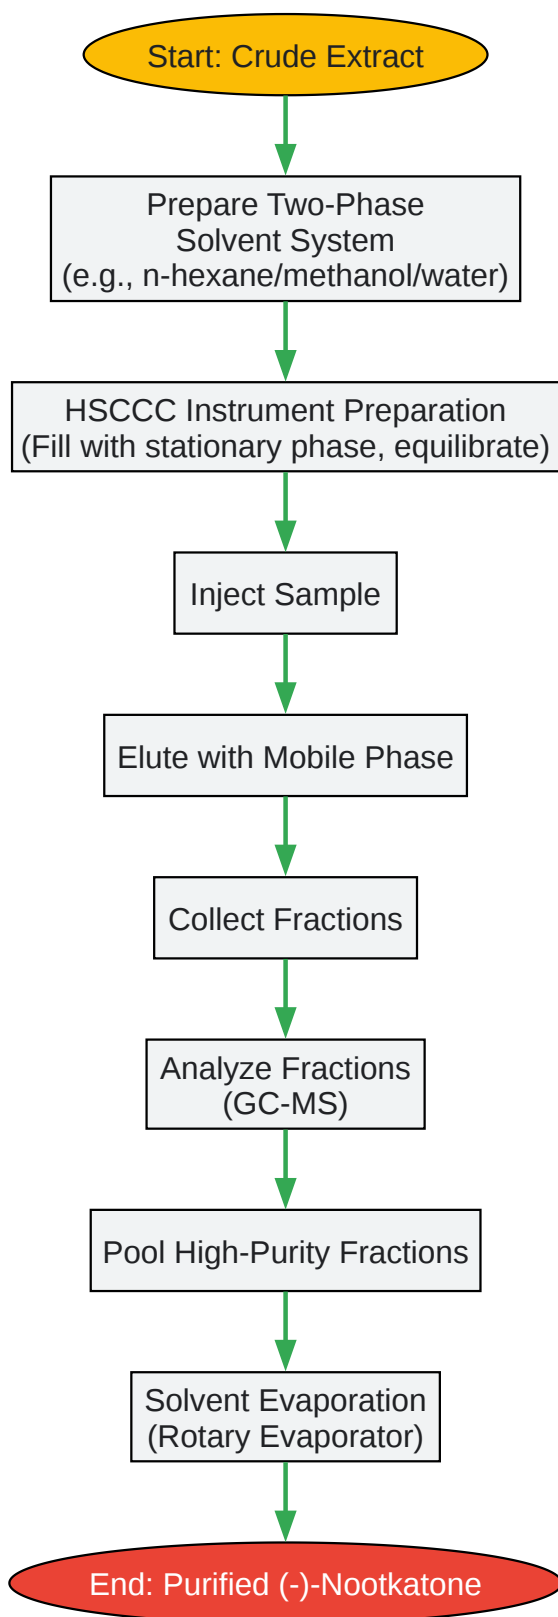 Start: Crude Extract
Prepare Two-Phase
Solvent System
(e.g., n-hexane/methanol/water)
HSCCC Instrument Preparation
(Fill with stationary phase, equilibrate)
Inject Sample
Elute with Mobile Phase
Collect Fractions
Analyze Fractions
(GC-MS)
Pool High-Purity Fractions
Solvent Evaporation
(Rotary Evaporator)
End: Purified (-)-Nootkatone